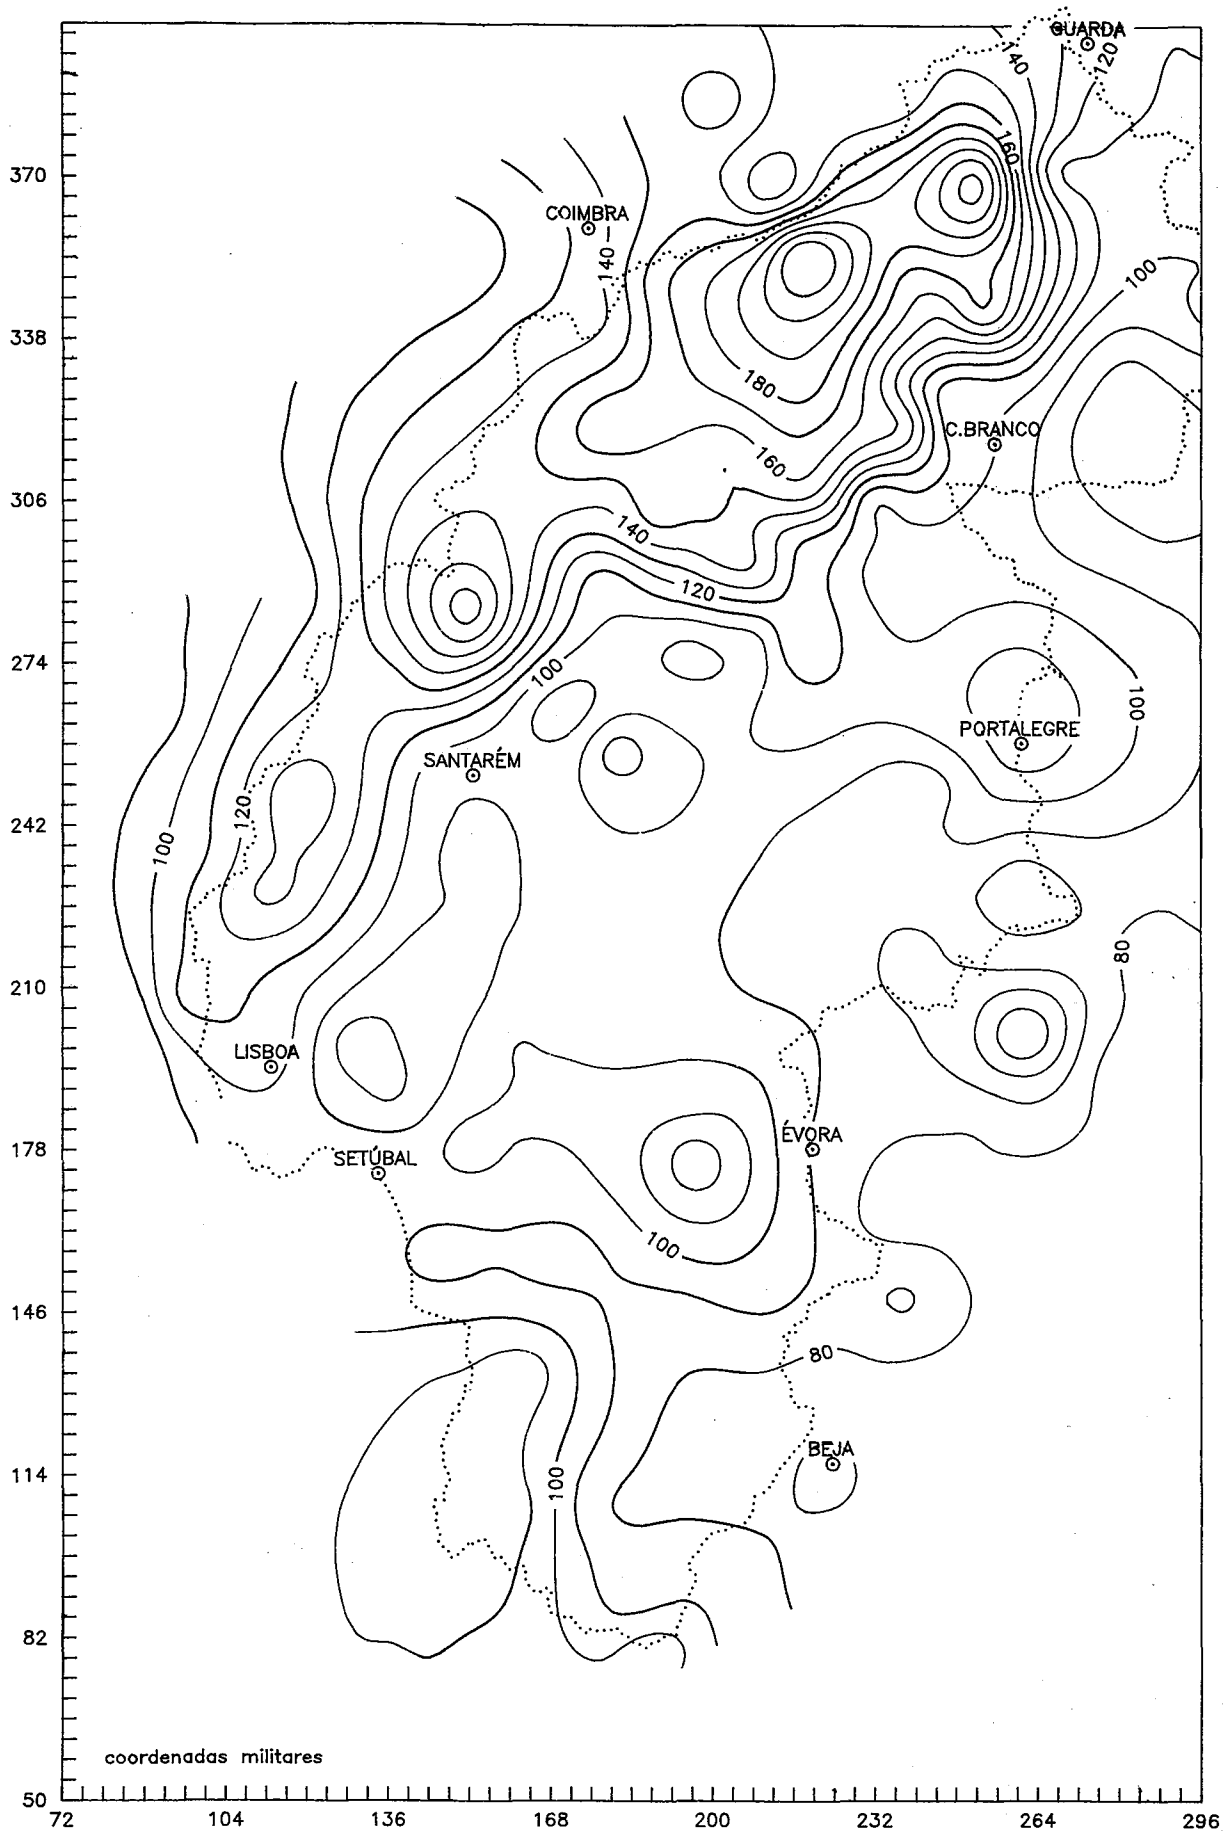 GUARDA
140
120
160
370
COIMBRA
140
100
338
180
C.BRANCO
160
306
140
120
274
100
100
PORTALEGRE
SANTARÉM
120
242
100
80
210
LISBOA
ÉVORA
178
SETÚBAL
100
146
80
BEJA
114
100
82
coordenadas militares
50
72 104 136 168 200 232 264 296